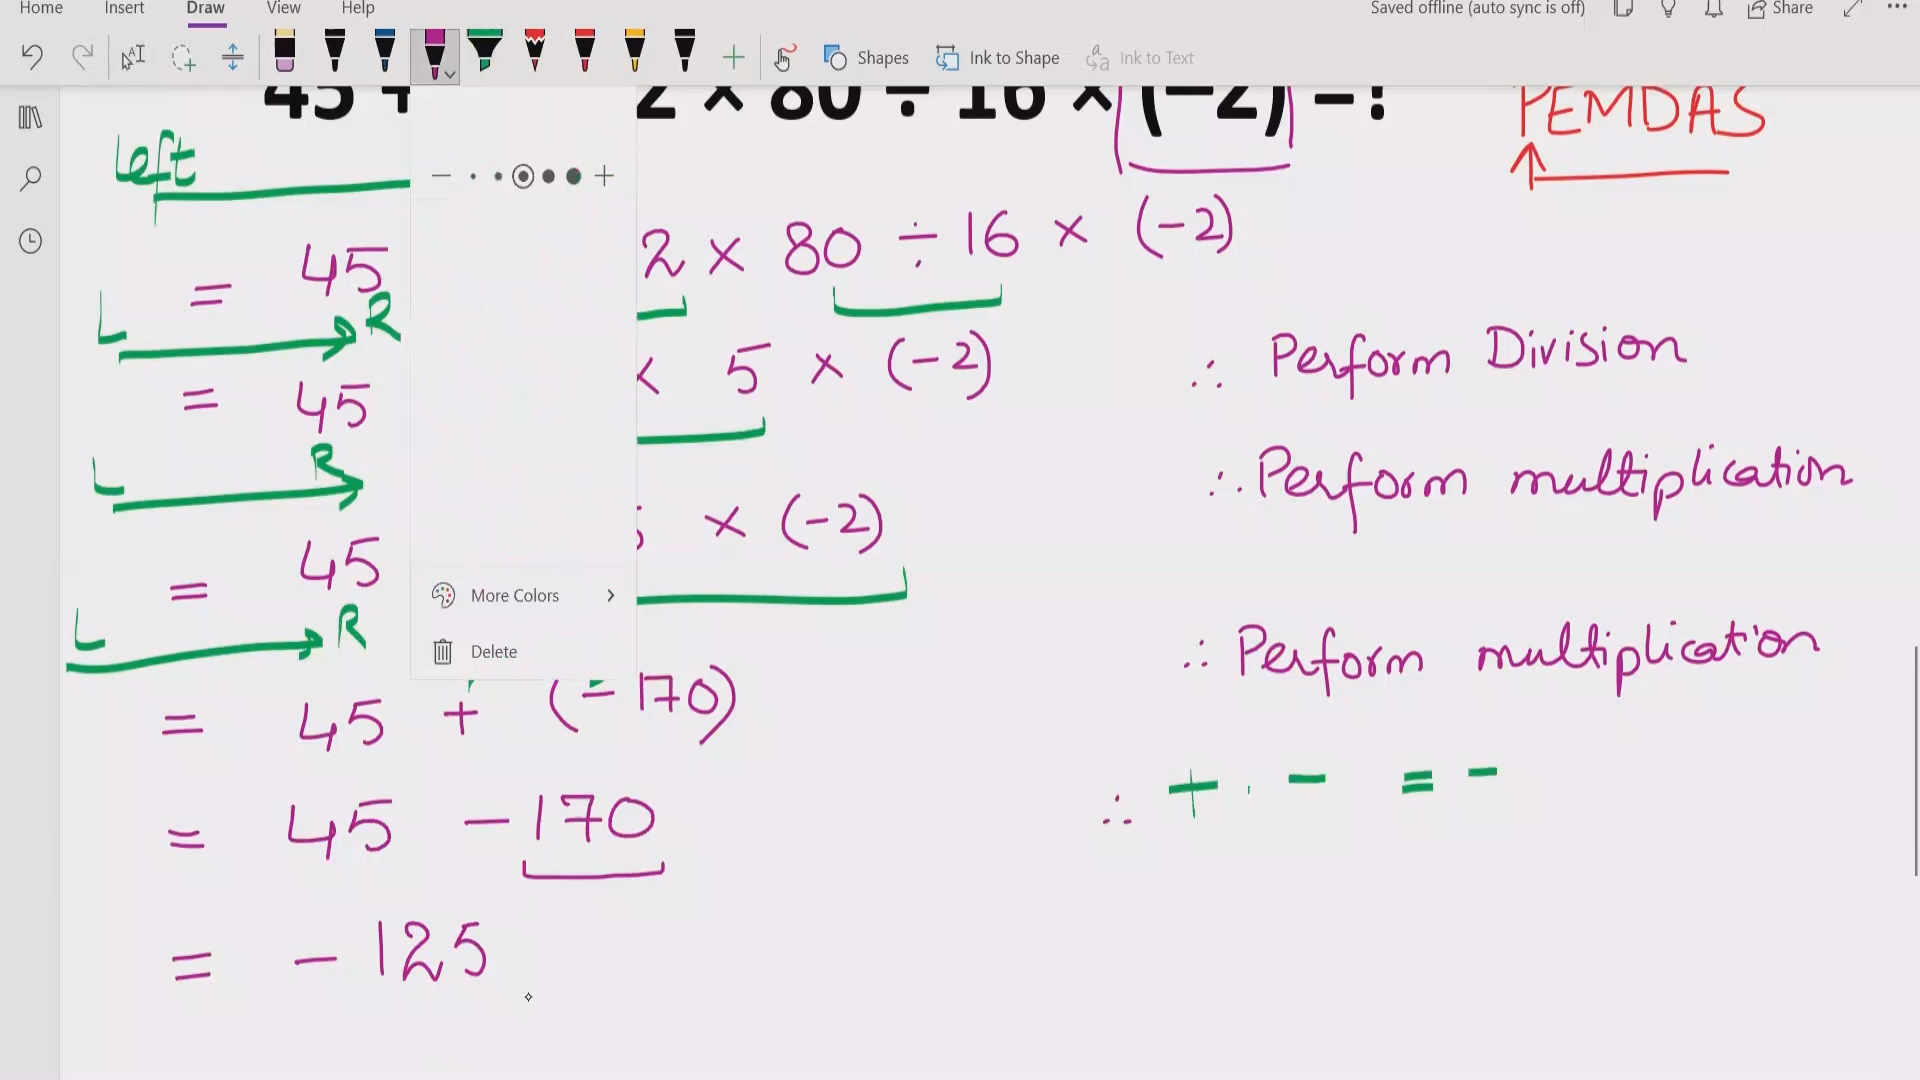 Home Insert Draw View Help Saved offline (auto sync is off) Share
Shapes Ink to Shape Ink to Text
45 + 2 × 80 ÷ 16 × (−2) =? PEMDAS
left
= 45 2 × 80 ÷ 16 × (-2)
L R
= 45 × 5 × (-2) ∴ Perform Division
L R
∴ Perform multiplication
= 45 × (-2)
More Colors
L R
Delete
∴ Perform multiplication
= 45 + (-170)
= 45 -170 ∴ + . - = -
= -125